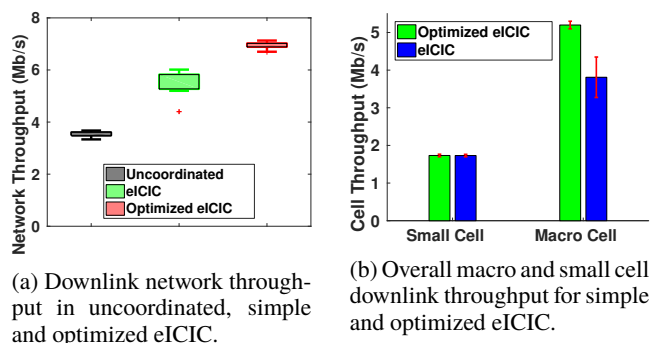 Network Throughput (Mb/s)
8
6
4
2
0
Uncoordinated
eICIC
Optimized eICIC
(a) Downlink network through-
put in uncoordinated, simple
and optimized eICIC.
Cell Throughput (Mb/s)
5
4
3
2
1
0
Optimized eICIC
eICIC
Small Cell
Macro Cell
(b) Overall macro and small cell
downlink throughput for simple
and optimized eICIC.